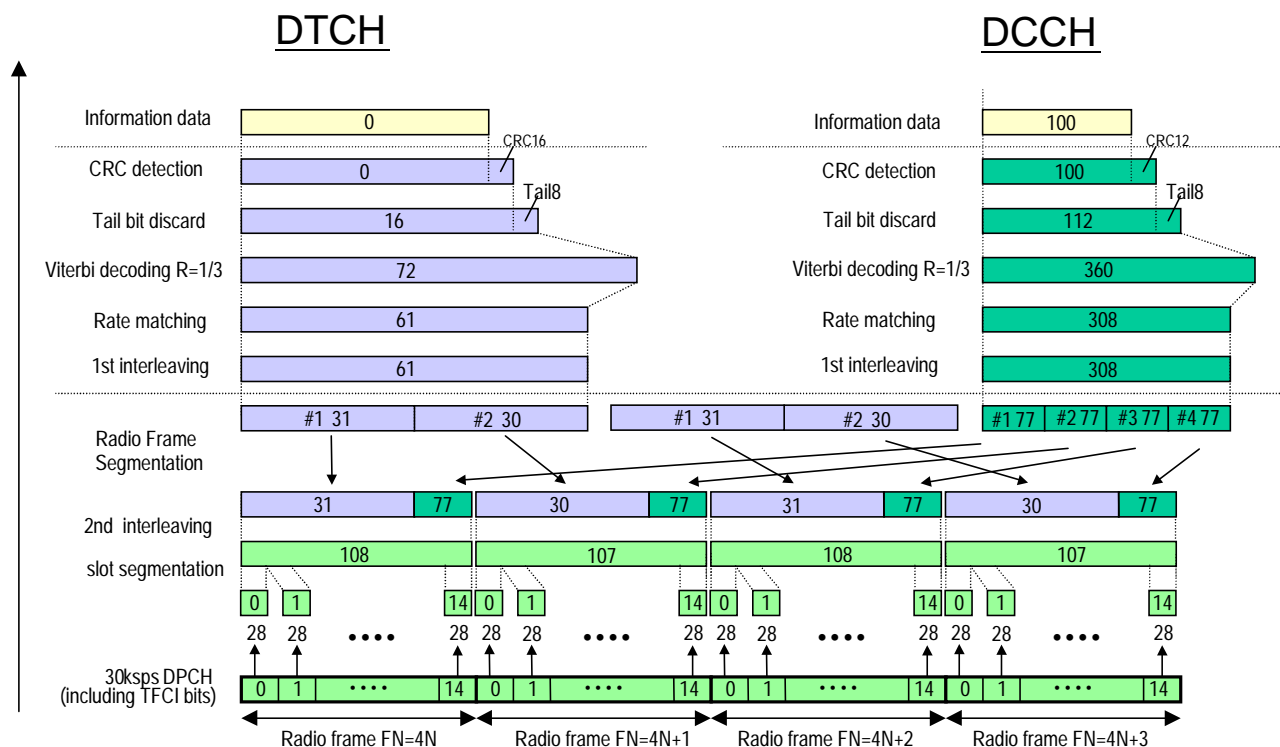 DTCH DCCH
Information data 0 Information data 100
CRC16 CRC12
CRC detection 0 CRC detection 100
Tail8 Tail8
Tail bit discard 16 Tail bit discard 112
Viterbi decoding R=1/3 72 Viterbi decoding R=1/3 360
Rate matching 61 Rate matching 308
1st interleaving 61 1st interleaving 308
#1 31 #2 30 #1 31 #2 30 #1 77 #2 77 #3 77 #4 77
Radio Frame
Segmentation
31 77 30 77 31 77 30 77
2nd interleaving
108 107 108 107
slot segmentation
0 1 14 0 1 14 0 1 14 0 1 14
28 28 •••• 28 28 28 •••• 28 28 28 •••• 28 28 28 •••• 28
30ksps DPCH
(including TFCI bits)
0 1 •••• 14 0 1 •••• 14 0 1 •••• 14 0 1 •••• 14
Radio frame FN=4N Radio frame FN=4N+1 Radio frame FN=4N+2 Radio frame FN=4N+3